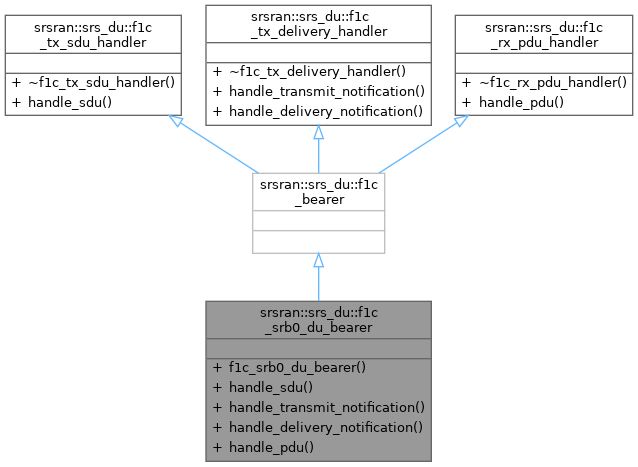 srsran::srs_du::f1c
_tx_sdu_handler
+ ~f1c_tx_sdu_handler()
+ handle_sdu()
srsran::srs_du::f1c
_tx_delivery_handler
+ ~f1c_tx_delivery_handler()
+ handle_transmit_notification()
+ handle_delivery_notification()
srsran::srs_du::f1c
_rx_pdu_handler
+ ~f1c_rx_pdu_handler()
+ handle_pdu()
srsran::srs_du::f1c
_bearer
srsran::srs_du::f1c
_srb0_du_bearer
+ f1c_srb0_du_bearer()
+ handle_sdu()
+ handle_transmit_notification()
+ handle_delivery_notification()
+ handle_pdu()